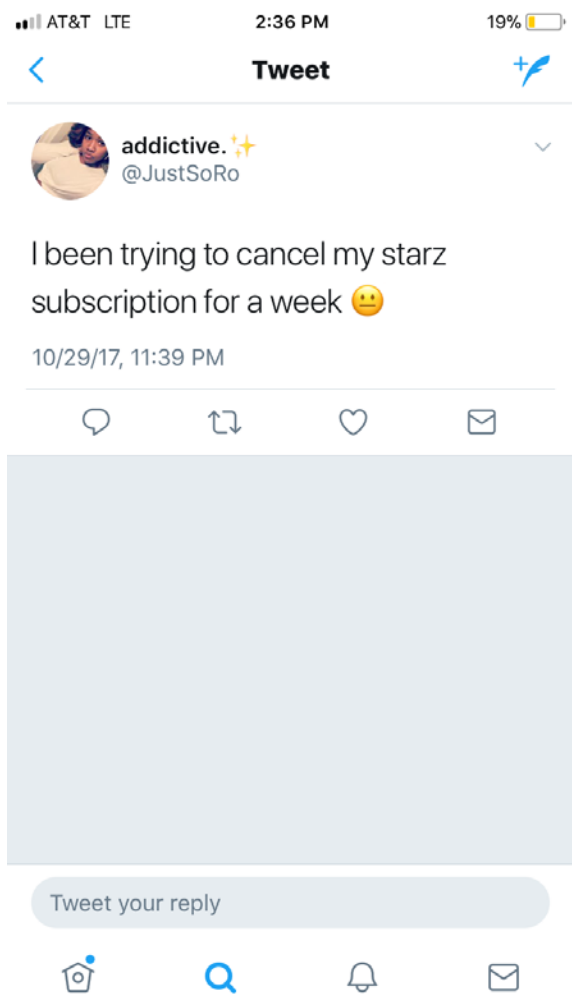 AT&T LTE 2:36 PM 19%
Tweet
addictive.✨
@JustSoRo
I been trying to cancel my starz
subscription for a week 😐
10/29/17, 11:39 PM
Tweet your reply